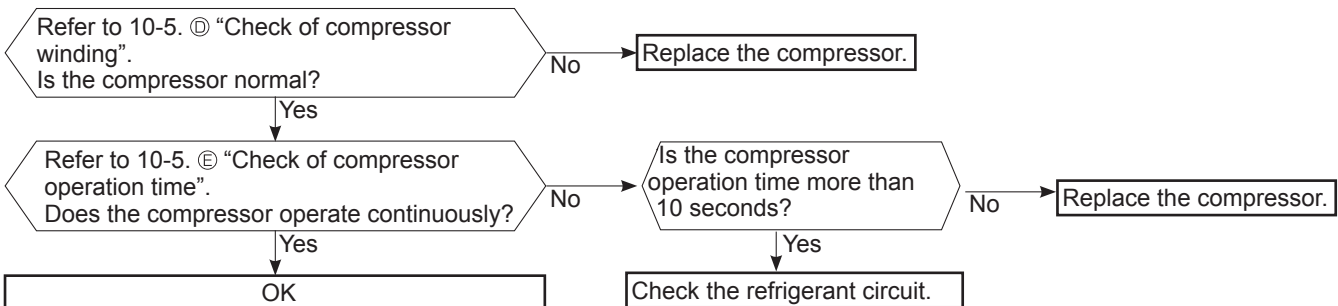 Refer to 10-5. Ⓓ “Check of compressor
winding”.
Is the compressor normal?
No
Replace the compressor.
Yes
Refer to 10-5. Ⓔ “Check of compressor
operation time”.
Does the compressor operate continuously?
No
Is the compressor
operation time more than
10 seconds?
No
Replace the compressor.
Yes
Yes
OK
Check the refrigerant circuit.